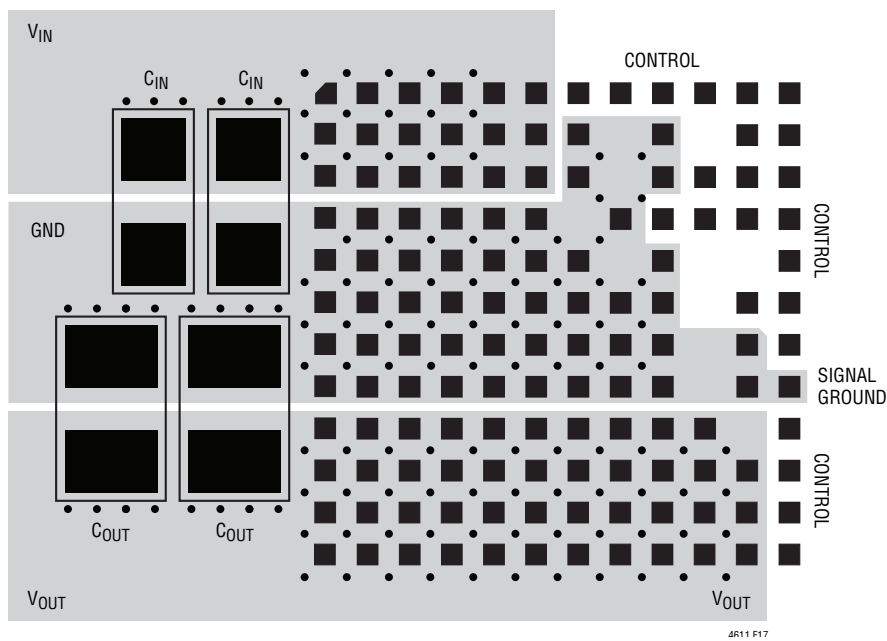 VIN
CIN
CIN
CONTROL
GND
CONTROL
SIGNAL
GROUND
CONTROL
COUT
COUT
VOUT
VOUT
4611 F17